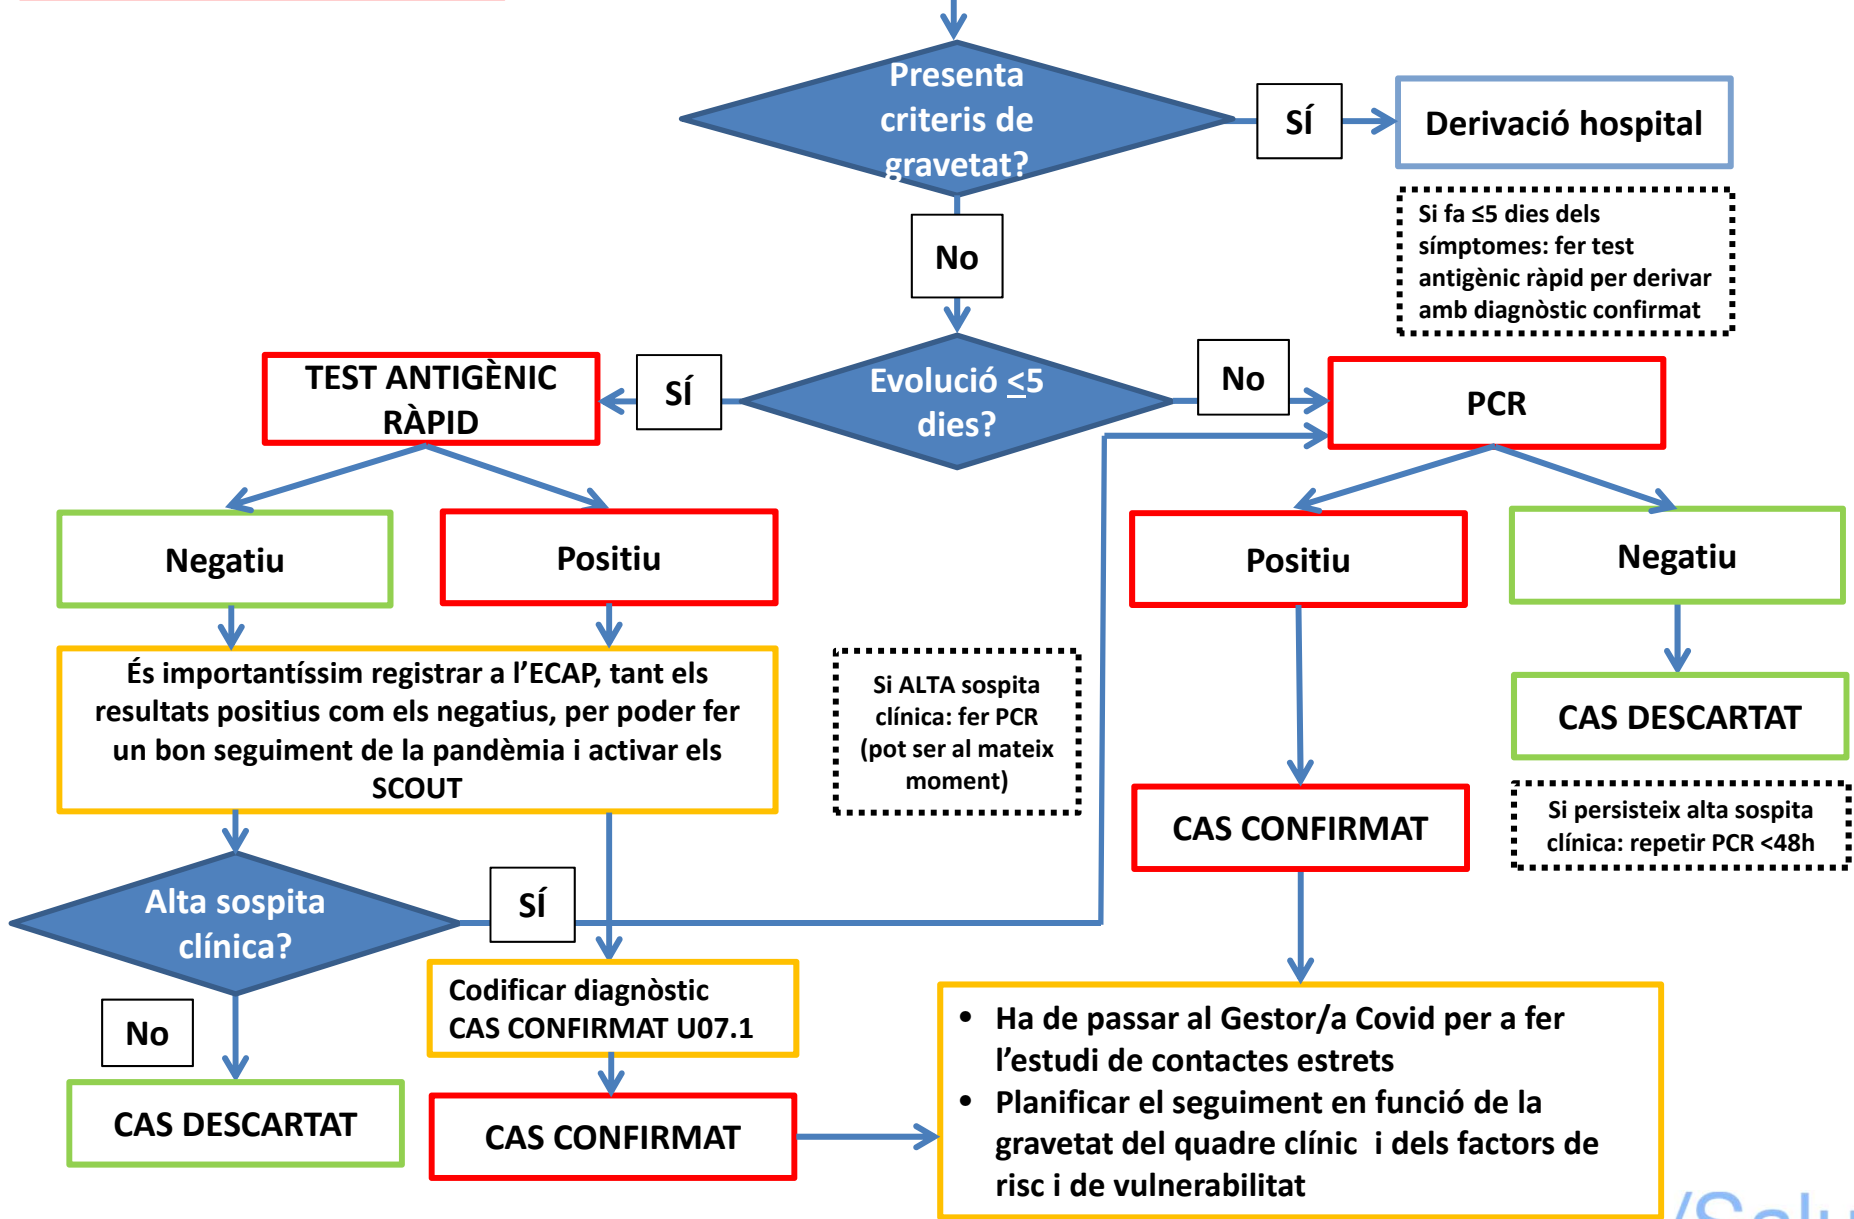 Presenta
criteris de
gravetat?
SÍ
Derivació hospital
Si fa ≤5 dies dels
símptomes: fer test
antigènic ràpid per derivar
amb diagnòstic confirmat
No
Evolució ≤5
dies?
SÍ
TEST ANTIGÈNIC
RÀPID
No
PCR
Negatiu
Positiu
Positiu
Negatiu
És importantíssim registrar a l’ECAP, tant els
resultats positius com els negatius, per poder fer
un bon seguiment de la pandèmia i activar els
SCOUT
Si ALTA sospita
clínica: fer PCR
(pot ser al mateix
moment)
CAS DESCARTAT
Si persisteix alta sospita
clínica: repetir PCR <48h
CAS CONFIRMAT
Alta sospita
clínica?
SÍ
No
Codificar diagnòstic
CAS CONFIRMAT U07.1
CAS DESCARTAT
CAS CONFIRMAT
• Ha de passar al Gestor/a Covid per a fer
l’estudi de contactes estrets
• Planificar el seguiment en funció de la
gravetat del quadre clínic i dels factors de
risc i de vulnerabilitat